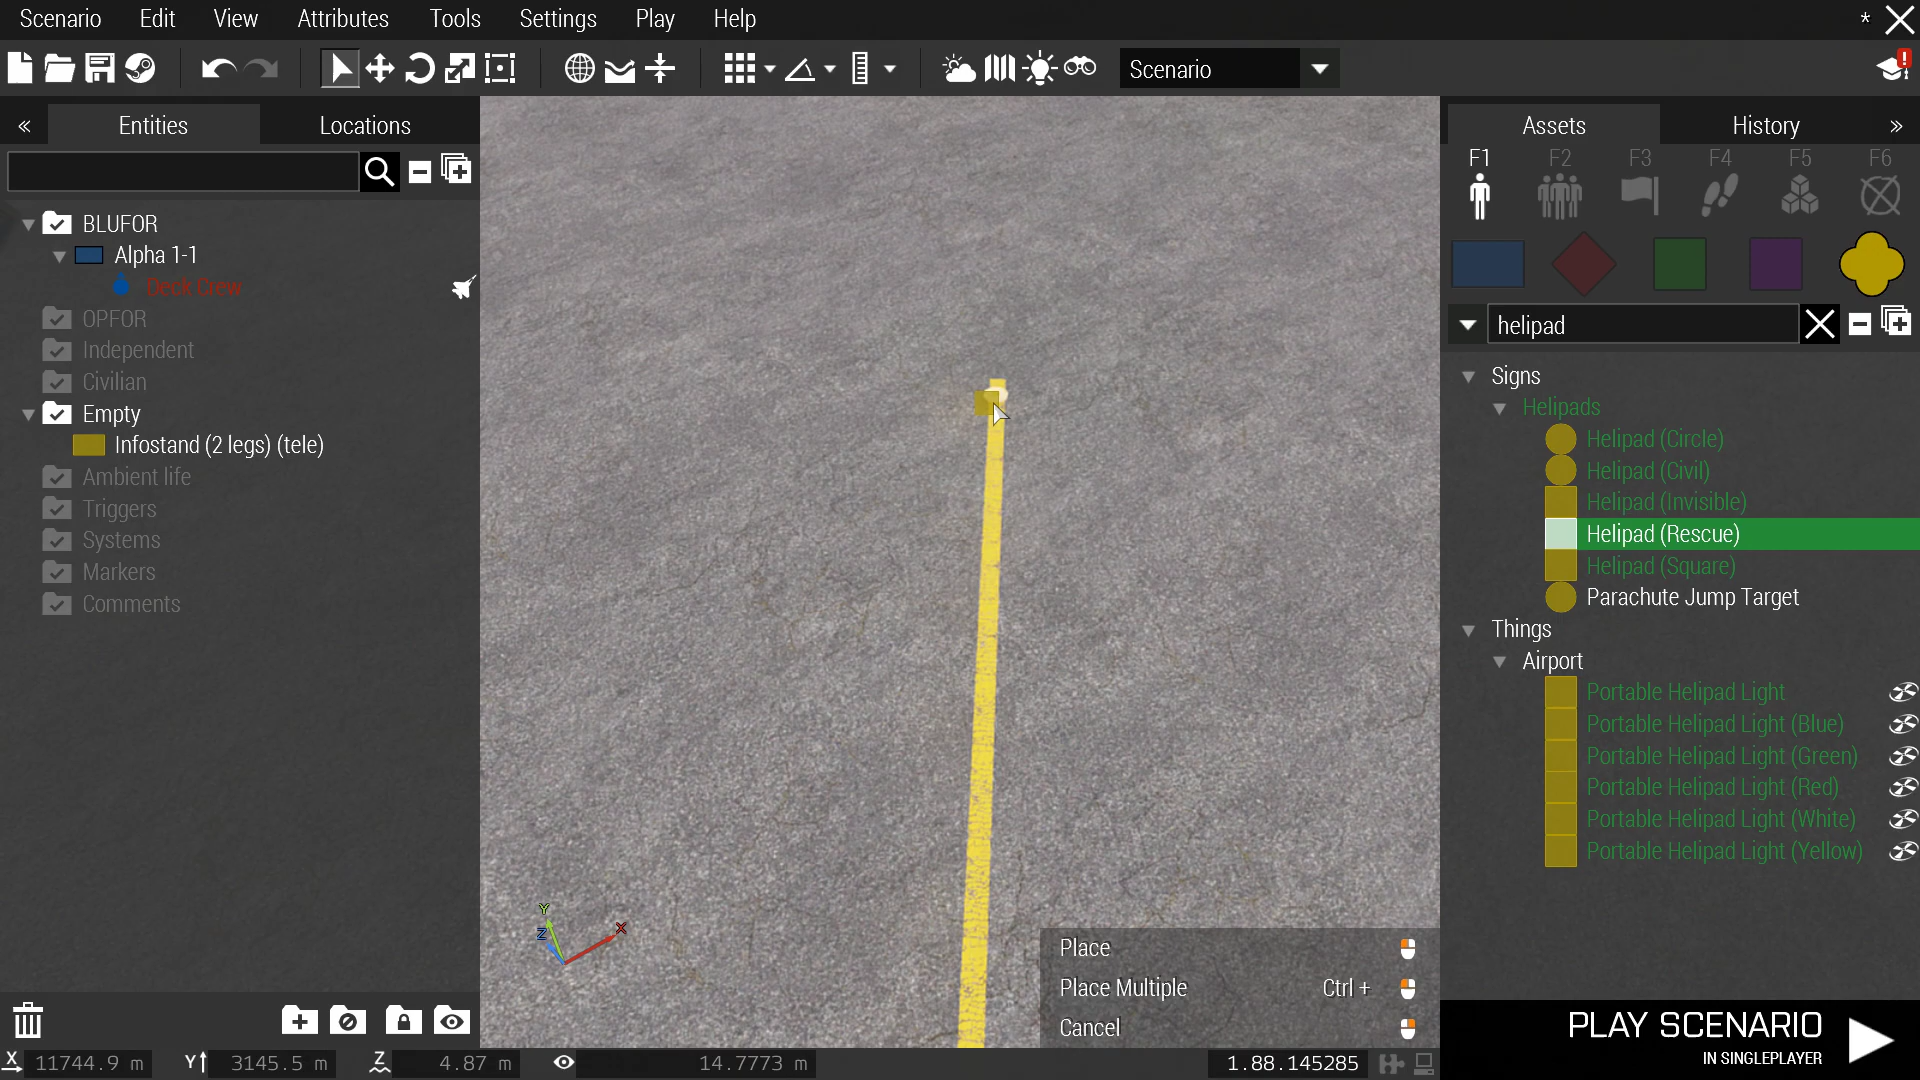 Scenario Edit View Attributes Tools Settings Play Help *
Scenario
Entities Locations
BLUFOR
Alpha 1-1
Deck Crew
OPFOR
Independent
Civilian
Empty
Infostand (2 legs) (tele)
Ambient life
Triggers
Systems
Markers
Comments
Y
Z
X
Place
Place Multiple Ctrl +
Cancel
Assets History
F1 F2 F3 F4 F5 F6
helipad
Signs
Helipads
Helipad (Circle)
Helipad (Civil)
Helipad (Invisible)
Helipad (Rescue)
Helipad (Square)
Parachute Jump Target
Things
Airport
Portable Helipad Light
Portable Helipad Light (Blue)
Portable Helipad Light (Green)
Portable Helipad Light (Red)
Portable Helipad Light (White)
Portable Helipad Light (Yellow)
PLAY SCENARIO
IN SINGLEPLAYER
X 11744.9 m Y 3145.5 m Z 4.87 m 14.7773 m 1.88.145285